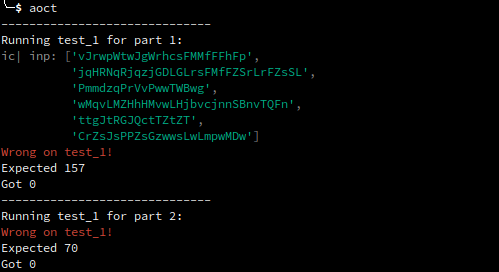 $ aoct
------------------------------
Running test_1 for part 1:
ic| inp: ['vJrwpWtwJgWrhcsFMMfFFhFp',
'jqHRNqRjqzjGDLGLrsFMfFZSrLrFZsSL',
'PmmdzqPrVvPwwTWBwg',
'wMqvLMZHhHMvwLHjbvcjnnSBnvTQFn',
'ttgJtRGJQctTZtZT',
'CrZsJsPPZsGzwwsLwLmpwMDw']
Wrong on test_1!
Expected 157
Got 0
------------------------------
Running test_1 for part 2:
Wrong on test_1!
Expected 70
Got 0